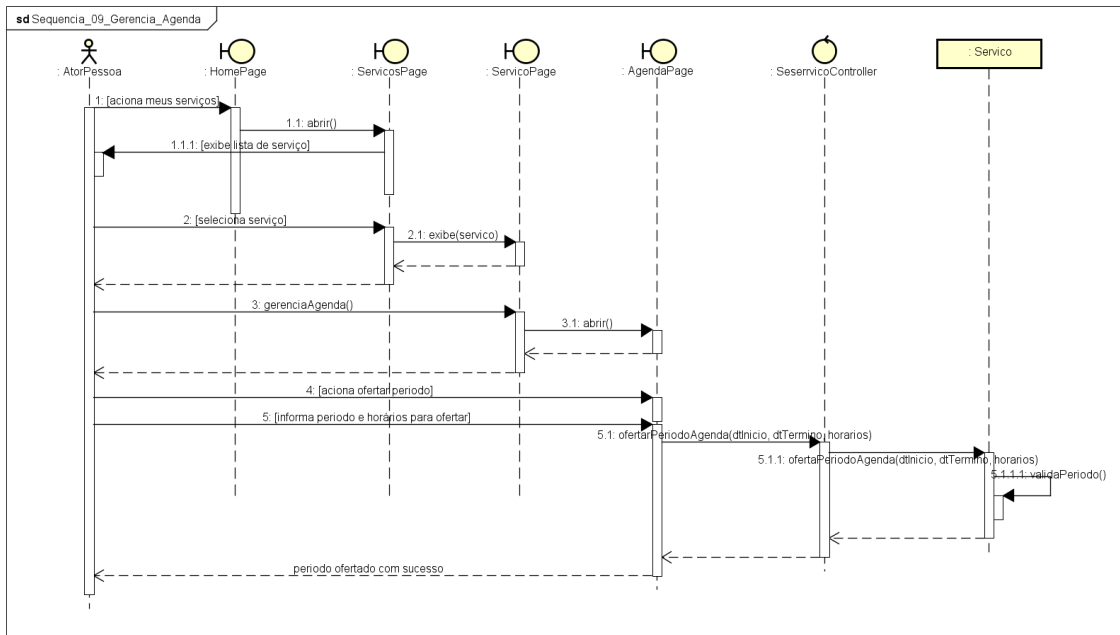 sd Sequencia_09_Gerencia_Agenda
: AtorPessoa
: HomePage
: ServicosPage
: ServicoPage
: AgendaPage
: SeserrvicoController
: Servico
1: [aciona meus serviços]
1.1: abrir()
1.1.1: [exibe lista de serviço]
2: [seleciona serviço]
2.1: exibe(servico)
3: gerenciaAgenda()
3.1: abrir()
4: [aciona ofertar periodo]
5: [informa periodo e horários para ofertar]
5.1: ofertarPeriodoAgenda(dtInicio, dtTermino, horarios)
5.1.1: ofertaPeriodoAgenda(dtInicio, dtTermino, horarios)
5.1.1.1: validaPeriodo()
periodo ofertado com sucesso